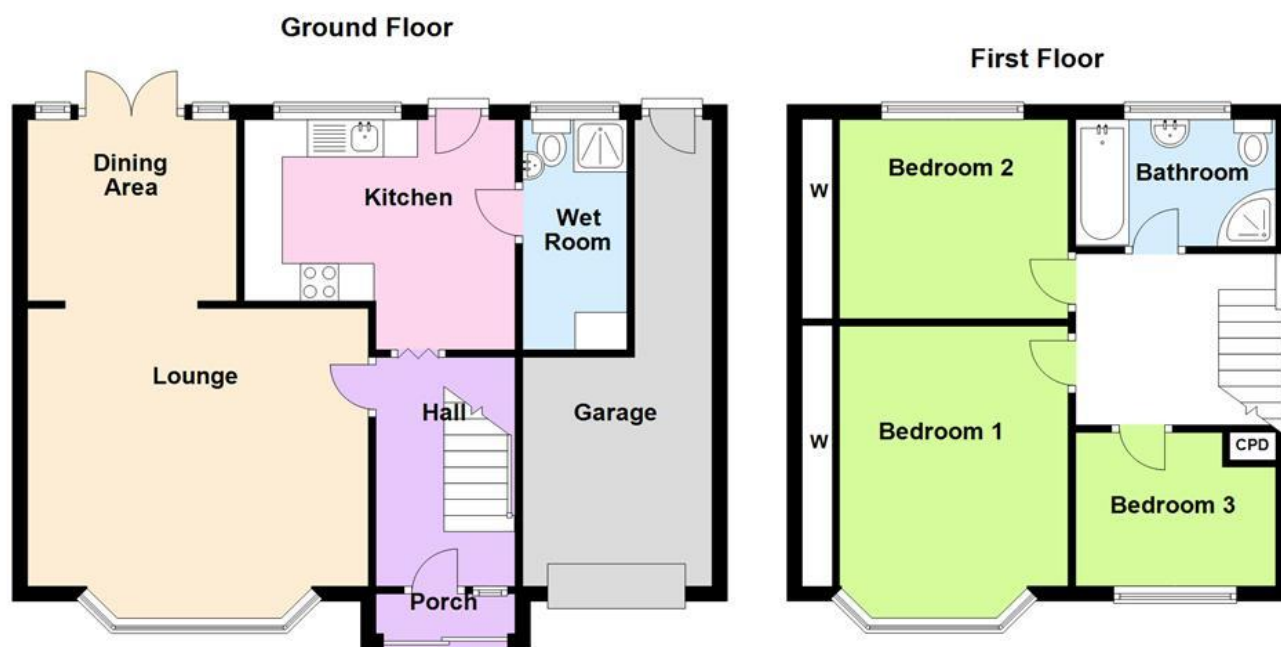 Ground Floor
Dining
Area
Kitchen
Wet
Room
Lounge
Hall
Garage
Porch
First Floor
W
Bedroom 2
Bathroom
W
Bedroom 1
CPD
Bedroom 3